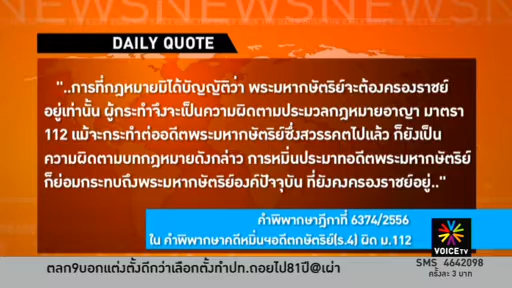 NEWSNEWSNEWSNEWS
DAILY QUOTE
"..การที่กฎหมายมิได้บัญญัติว่า พระมหากษัตริย์จะต้องครองราชย์
อยู่เท่านั้น ผู้กระทำจึงจะเป็นความผิดตามประมวลกฎหมายอาญา มาตรา
112 แม้จะกระทำต่ออดีตพระมหากษัตริย์ซึ่งสวรรคตไปแล้ว ก็ยังเป็น
ความผิดตามบทกฎหมายดังกล่าว การหมิ่นประมาทอดีตพระมหากษัตริย์
ก็ย่อมกระทบถึงพระมหากษัตริย์องค์ปัจจุบัน ที่ยังคงครองราชย์อยู่.."
คำพิพากษาฎีกาที่ 6374/2556
ใน คำพิพากษาคดีหมิ่นฯอดีตกษัตริย์(ร.4) ผิด ม.112
VOICETV
ตลก9บอกแต่งตั้งดีกว่าเลือกตั้งทำปท.ถอยไป81ปี@เผ่า
SMS 4642098
ครั้งละ 3 บาท